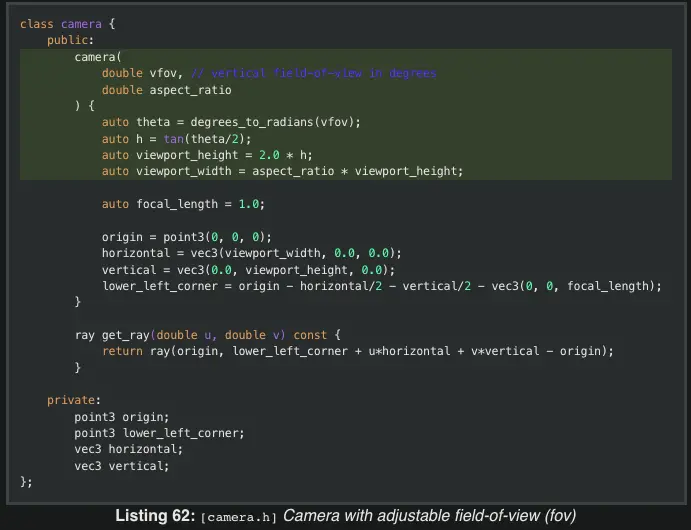 class camera {
    public:
        camera(
            double vfov, // vertical field-of-view in degrees
            double aspect_ratio
        ) {
            auto theta = degrees_to_radians(vfov);
            auto h = tan(theta/2);
            auto viewport_height = 2.0 * h;
            auto viewport_width = aspect_ratio * viewport_height;

            auto focal_length = 1.0;

            origin = point3(0, 0, 0);
            horizontal = vec3(viewport_width, 0.0, 0.0);
            vertical = vec3(0.0, viewport_height, 0.0);
            lower_left_corner = origin - horizontal/2 - vertical/2 - vec3(0, 0, focal_length);
        }

        ray get_ray(double u, double v) const {
            return ray(origin, lower_left_corner + u*horizontal + v*vertical - origin);
        }

    private:
        point3 origin;
        point3 lower_left_corner;
        vec3 horizontal;
        vec3 vertical;
};
Listing 62: [camera.h] Camera with adjustable field-of-view (fov)